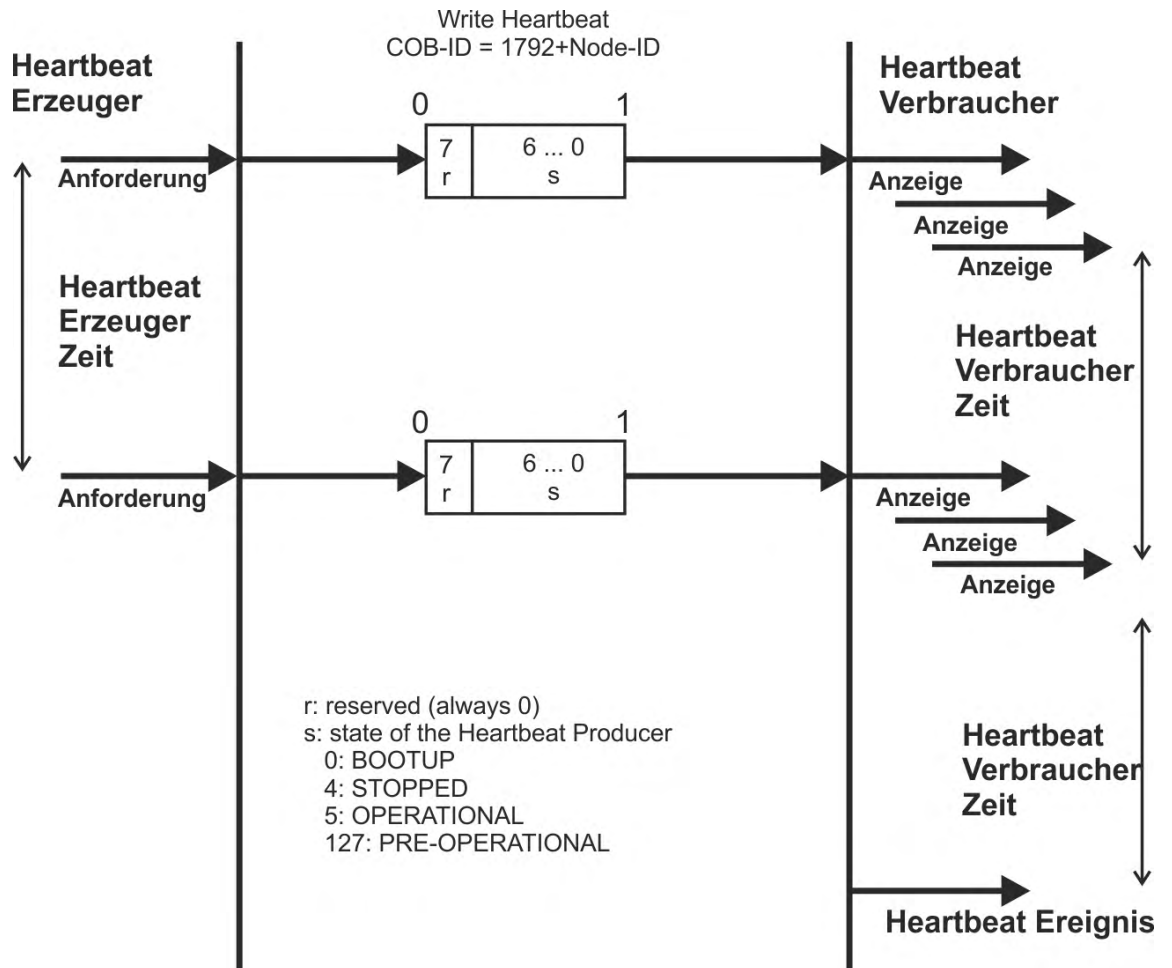 Write Heartbeat
COB-ID = 1792+Node-ID
Heartbeat
Erzeuger
Heartbeat
Verbraucher
0 1
7 6 ... 0
r s
Anforderung
Anzeige
Anzeige
Anzeige
Heartbeat
Erzeuger
Zeit
Heartbeat
Verbraucher
Zeit
0 1
7 6 ... 0
r s
Anforderung
Anzeige
Anzeige
Anzeige
r: reserved (always 0)
s: state of the Heartbeat Producer
0: BOOTUP
4: STOPPED
5: OPERATIONAL
127: PRE-OPERATIONAL
Heartbeat
Verbraucher
Zeit
Heartbeat Ereignis